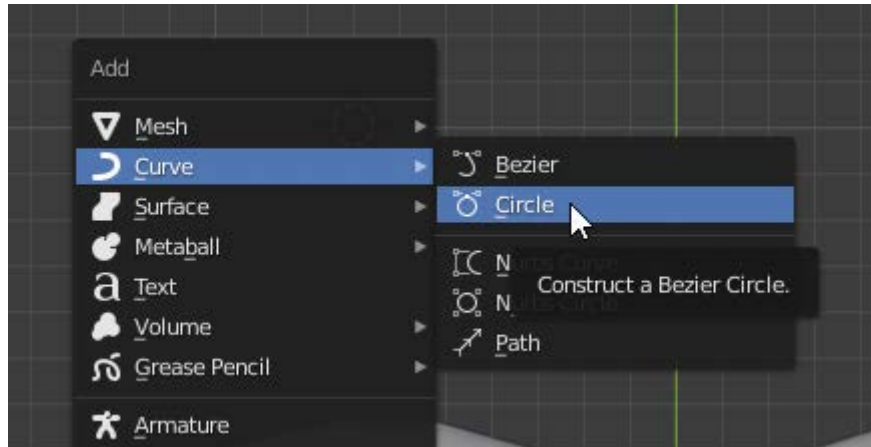 Add
Mesh
Curve
Surface
Metaball
Text
Volume
Grease Pencil
Armature
Bezier
Circle
N
N
Path
Construct a Bezier Circle.